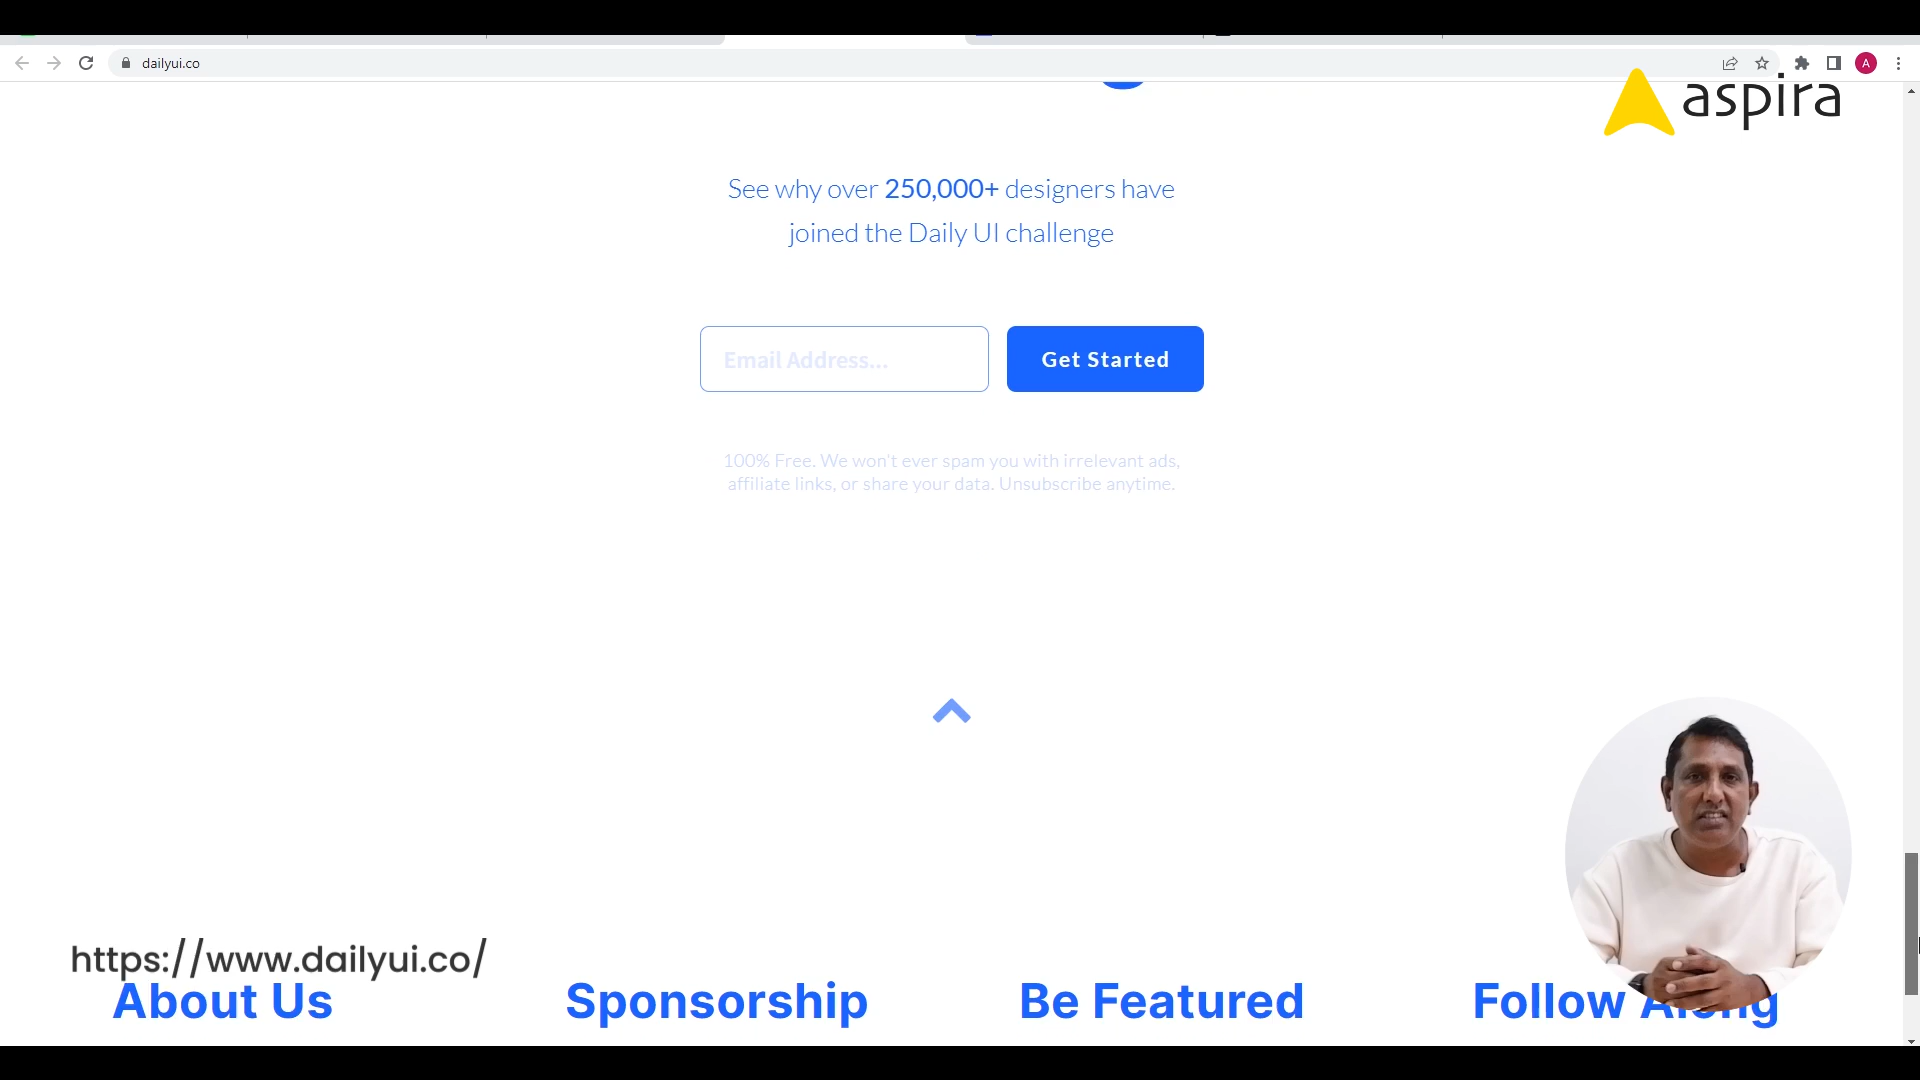 dailyui.co
A
aspira
See why over 250,000+ designers have
joined the Daily UI challenge
Email Address...
Get Started
100% Free. We won't ever spam you with irrelevant ads,
affiliate links, or share your data. Unsubscribe anytime.
https://www.dailyui.co/
About Us
Sponsorship
Be Featured
Follow Along